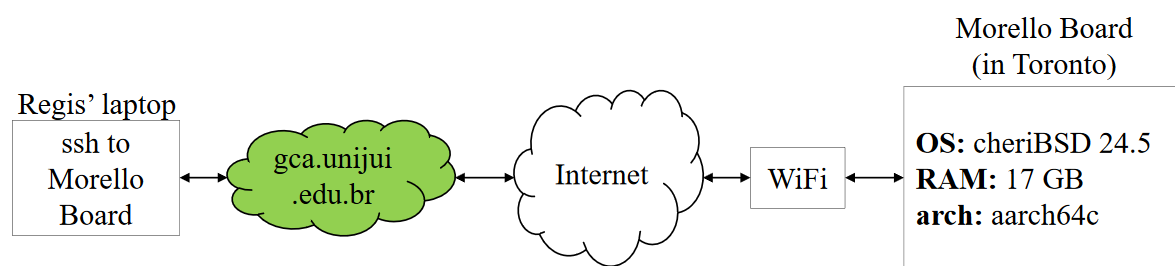 Regis’ laptop
ssh to
Morello
Board
gca.unijui
.edu.br
Internet
WiFi
Morello Board
(in Toronto)
OS: cheriBSD 24.5
RAM: 17 GB
arch: aarch64c